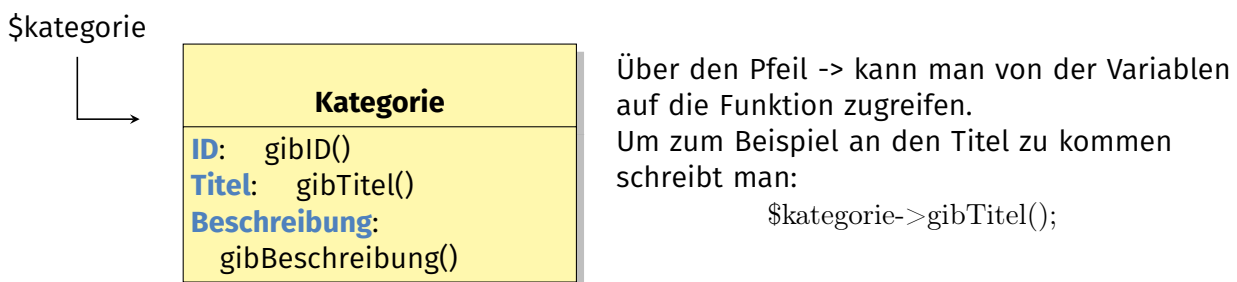 $kategorie
Kategorie
ID: gibID()
Titel: gibTitel()
Beschreibung:
gibBeschreibung()
Über den Pfeil -> kann man von der Variablen
auf die Funktion zugreifen.
Um zum Beispiel an den Titel zu kommen
schreibt man:
$kategorie->gibTitel();